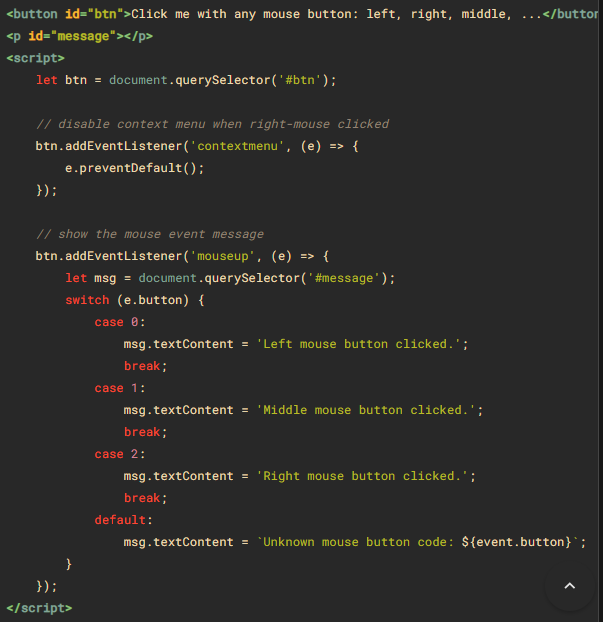 <button id="btn">Click me with any mouse button: left, right, middle, ...</button
<p id="message"></p>
<script>
    let btn = document.querySelector('#btn');

    // disable context menu when right-mouse clicked
    btn.addEventListener('contextmenu', (e) => {
        e.preventDefault();
    });

    // show the mouse event message
    btn.addEventListener('mouseup', (e) => {
        let msg = document.querySelector('#message');
        switch (e.button) {
            case 0:
                msg.textContent = 'Left mouse button clicked.';
                break;
            case 1:
                msg.textContent = 'Middle mouse button clicked.';
                break;
            case 2:
                msg.textContent = 'Right mouse button clicked.';
                break;
            default:
                msg.textContent = `Unknown mouse button code: ${event.button}`;
        }
    });
</script>